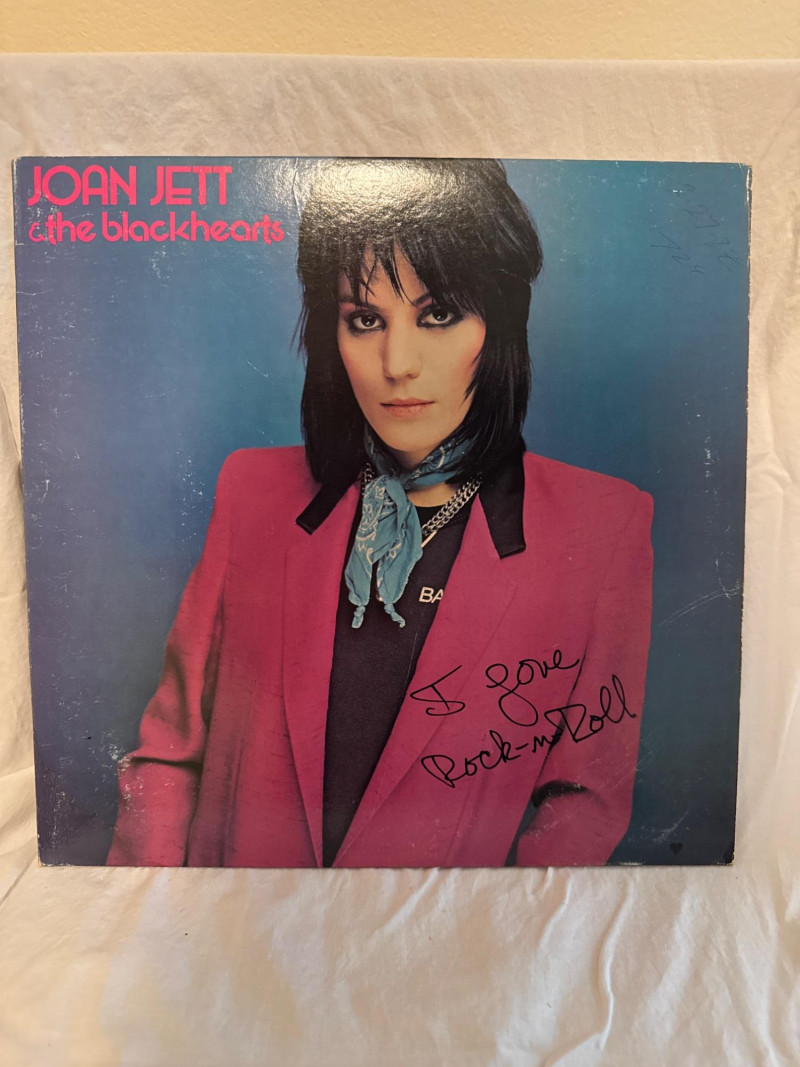 JOAN JETT
& the blackhearts
BA
I Love
Rock-n Roll